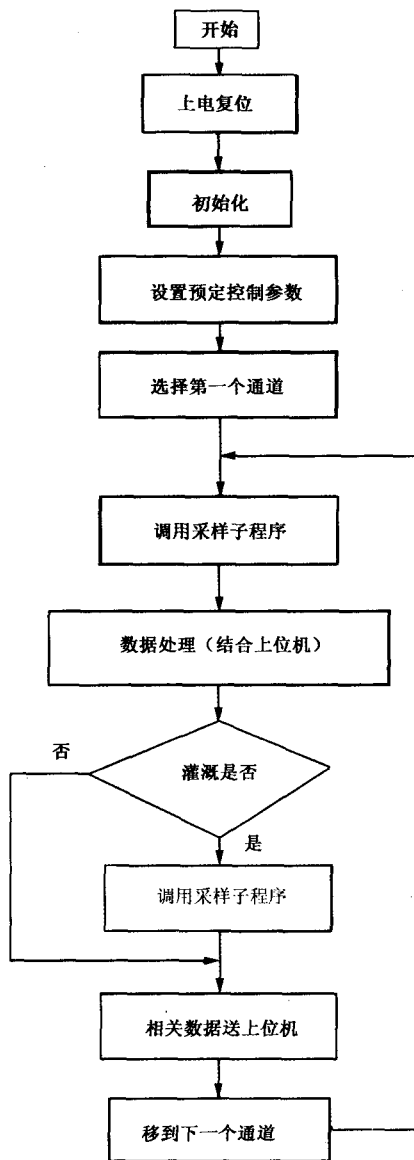 开始
上电复位
初始化
设置预定控制参数
选择第一个通道
调用采样子程序
数据处理（结合上位机）
灌溉是否
否
是
调用采样子程序
相关数据送上位机
移到下一个通道